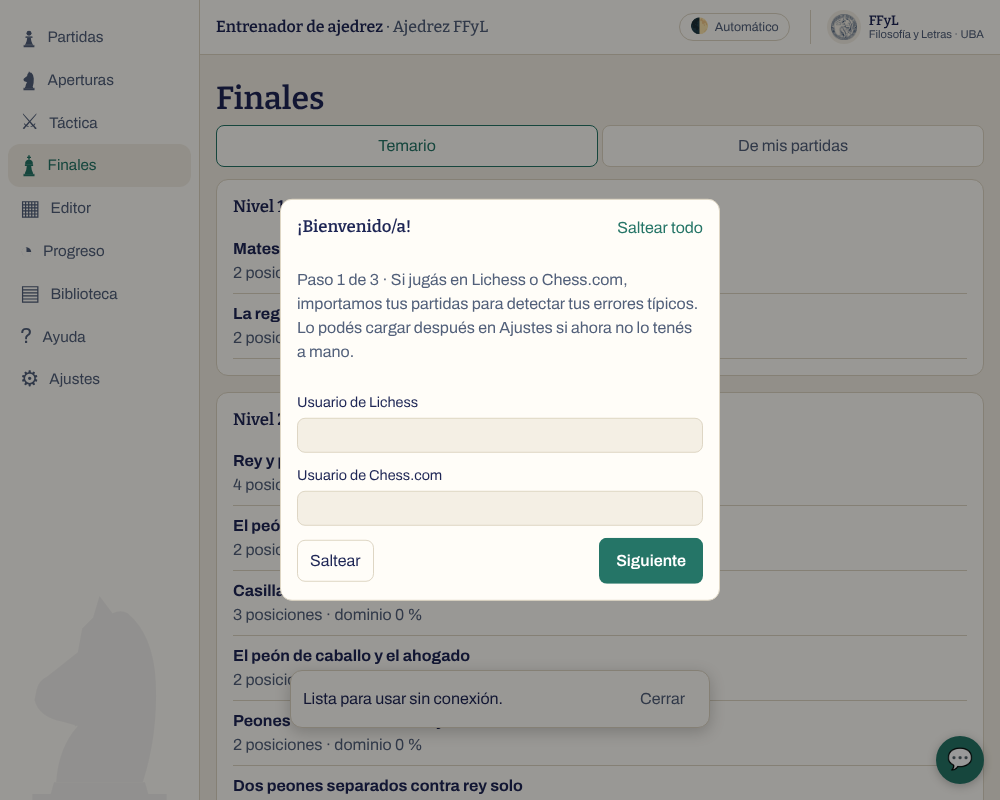 Partidas
Aperturas
Táctica
Finales
Editor
Progreso
Biblioteca
? Ayuda
Ajustes
Entrenador de ajedrez · Ajedrez FFyL
Automático
FFyL
Filosofía y Letras · UBA
Finales
Temario
De mis partidas
Nivel 1
Mates
2 posic
La reg
2 posic
¡Bienvenido/a!
Saltear todo
Paso 1 de 3 · Si jugás en Lichess o Chess.com,
importamos tus partidas para detectar tus errores típicos.
Lo podés cargar después en Ajustes si ahora no lo tenés
a mano.
Usuario de Lichess
Usuario de Chess.com
Saltear
Siguiente
Nivel 2
Rey y
4 posic
El peó
2 posic
Casilla
3 posiciones · dominio 0 %
El peón de caballo y el ahogado
2 posic
Lista para usar sin conexión.
Cerrar
Peones
2 posiciones · dominio 0 %
Dos peones separados contra rey solo